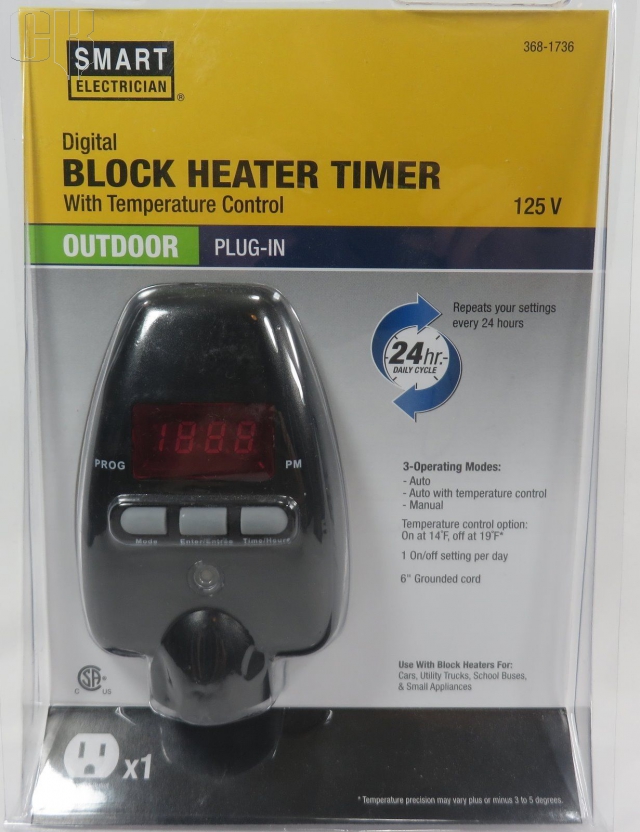 368-1736
SMART
ELECTRICIAN®
Digital
BLOCK HEATER TIMER
With Temperature Control
125 V
OUTDOOR
PLUG-IN
Repeats your settings
every 24 hours
24hr.-
DAILY CYCLE
PROG
PM
Mode
Enter/Entrée
Time/Heure
3-Operating Modes:
- Auto
- Auto with temperature control
- Manual
Temperature control option:
On at 14°F, off at 19°F*
1 On/off setting per day
6" Grounded cord
Use With Block Heaters For:
Cars, Utility Trucks, School Buses,
& Small Appliances
SA
C US
x1
*Temperature precision may vary plus or minus 3 to 5 degrees.